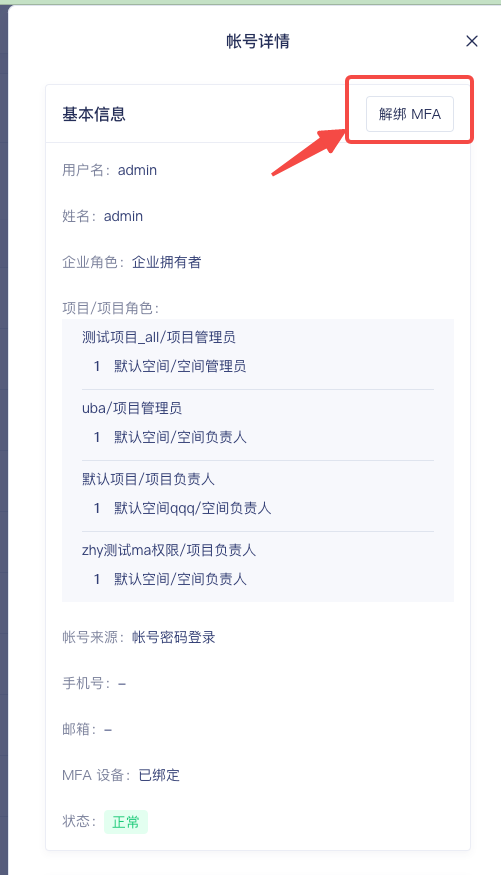 帐号详情
基本信息
解绑 MFA
用户名：admin
姓名：admin
企业角色：企业拥有者
项目/项目角色：
测试项目_all/项目管理员
1 默认空间/空间管理员
uba/项目管理员
1 默认空间/空间负责人
默认项目/项目负责人
1 默认空间qqq/空间负责人
zhy测试ma权限/项目负责人
1 默认空间/空间负责人
帐号来源：帐号密码登录
手机号：–
邮箱：–
MFA 设备：已绑定
状态：正常